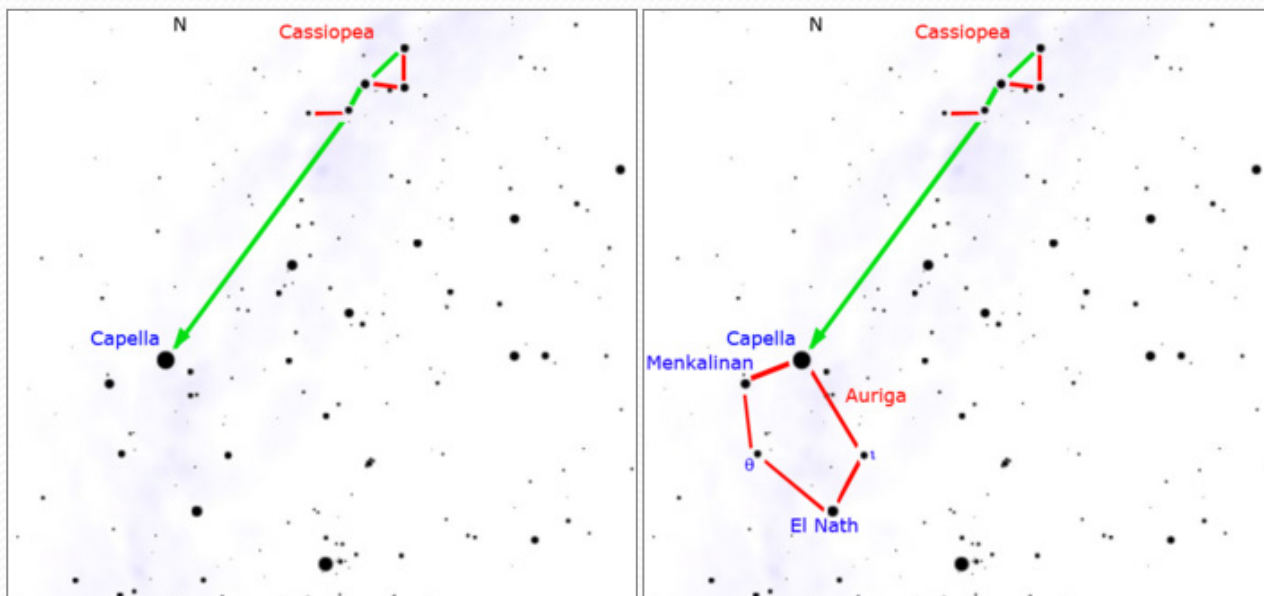 N
Cassiopea
Capella
N
Cassiopea
Capella
Menkalinan
Auriga
θ
ι
El Nath